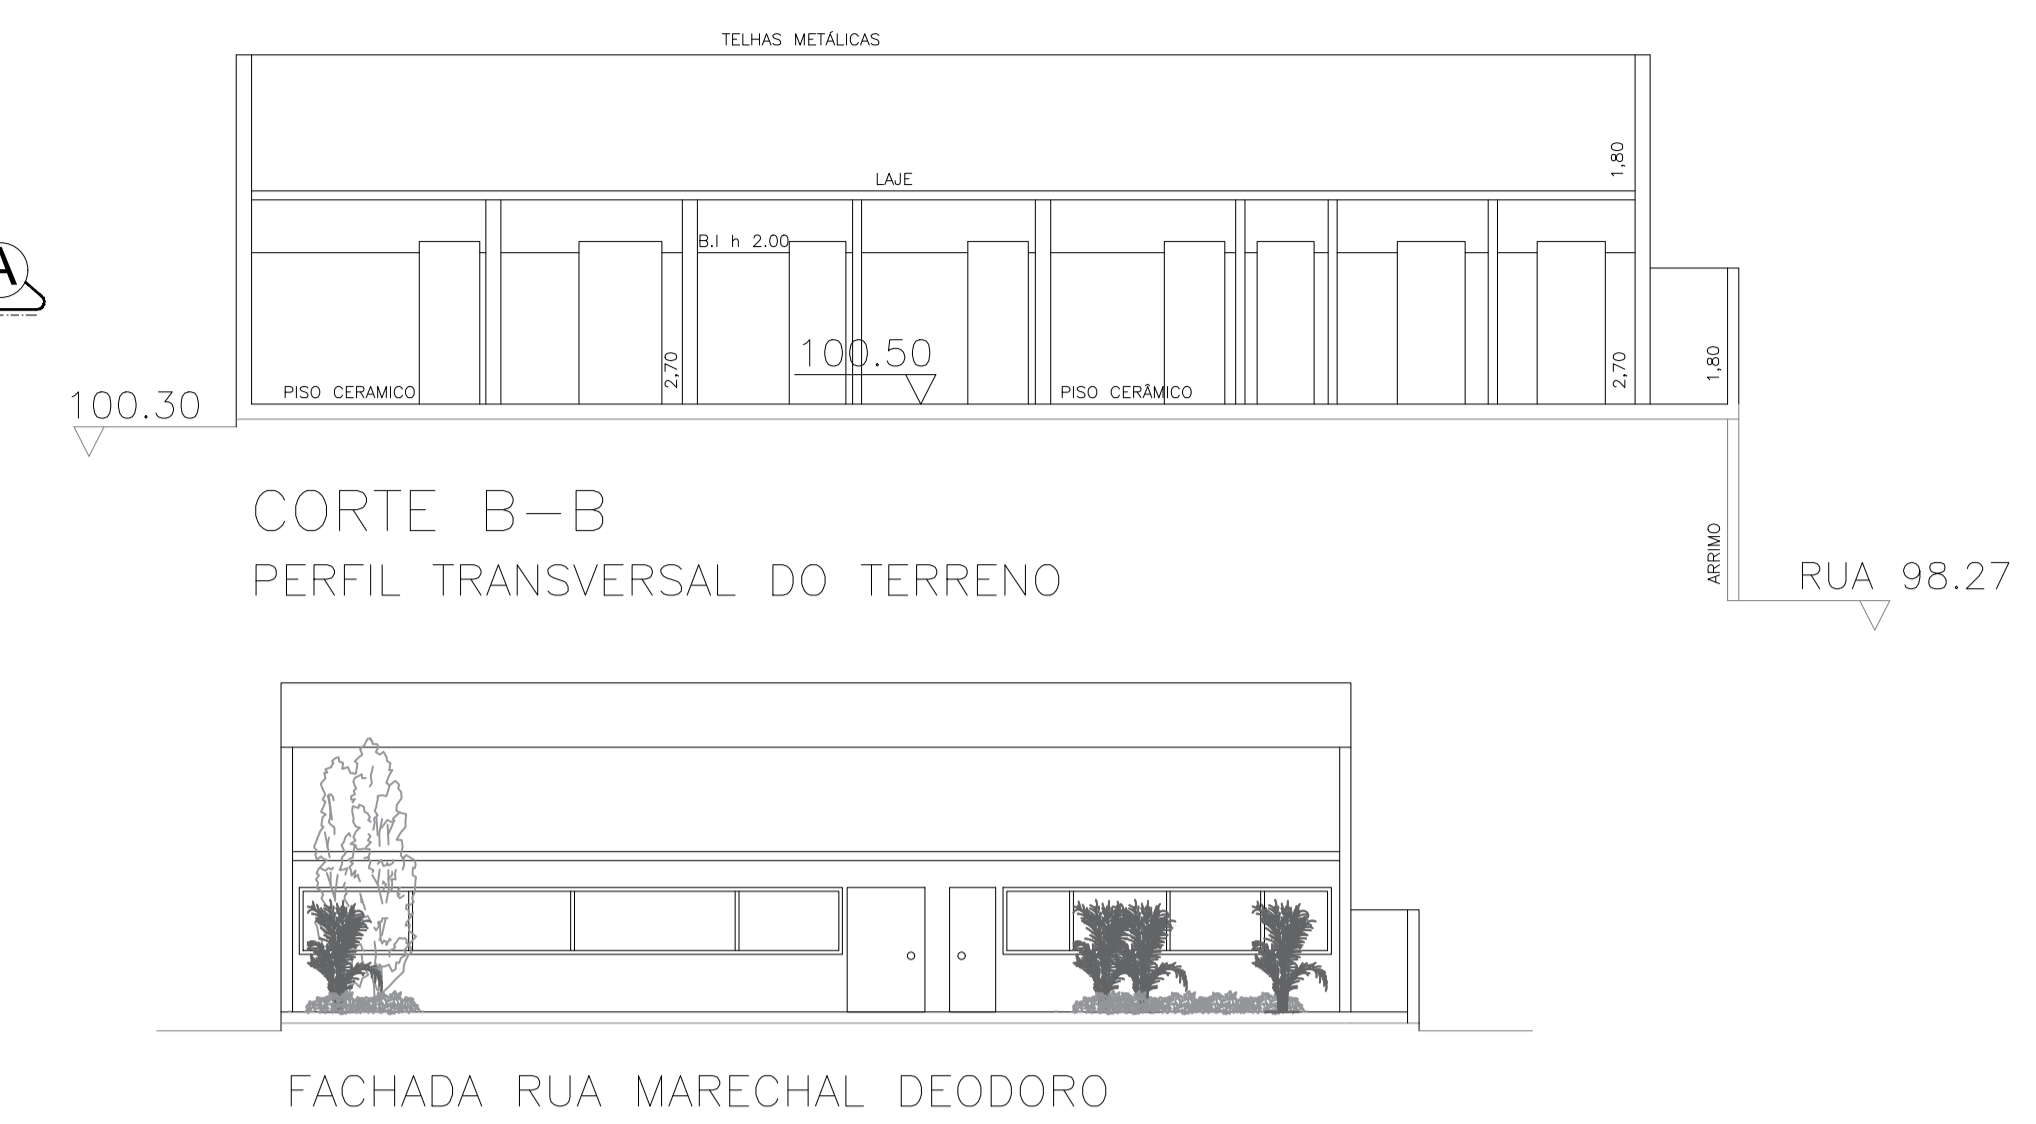 TELHAS METÁLICAS
1,80
LAJE
B.I h 2.00
A
100.50
2,70
2,70
1,80
PISO CERAMICO
PISO CERÂMICO
100.30
CORTE B-B
ARRIMO
PERFIL TRANSVERSAL DO TERRENO
RUA 98.27
FACHADA RUA MARECHAL DEODORO